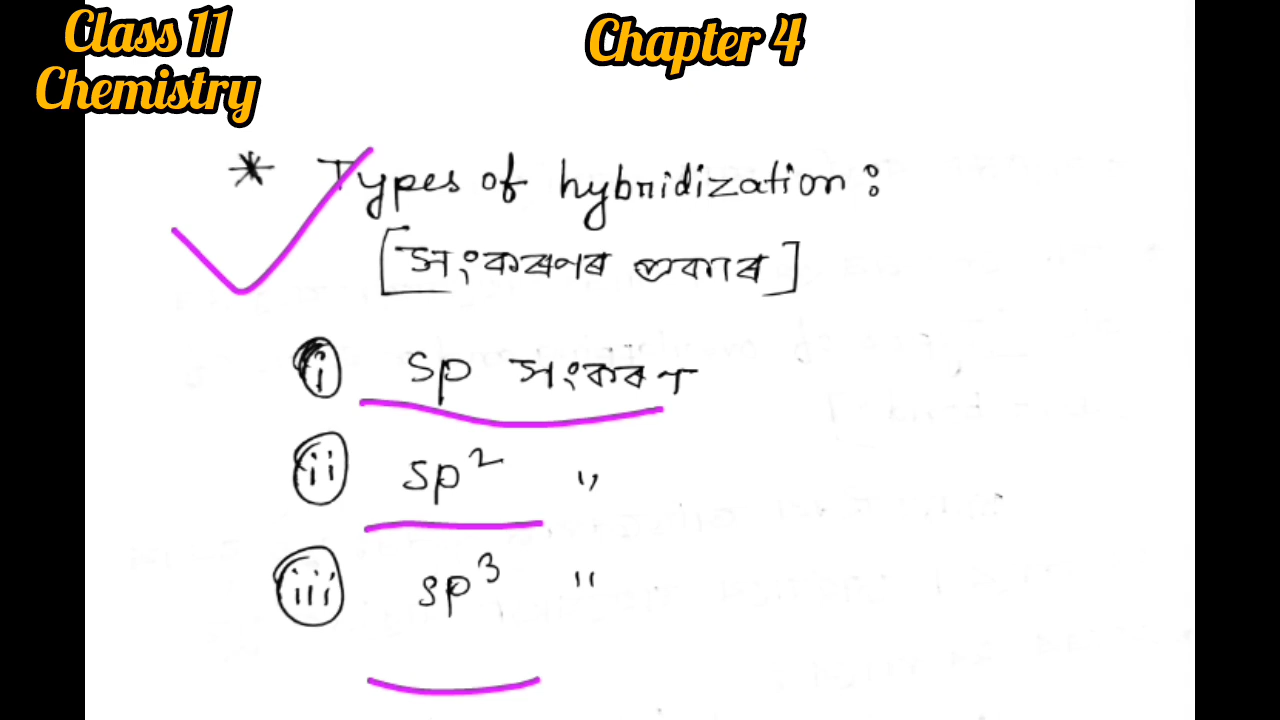 Class 11
Chemistry
Chapter 4
* Types of hybridization:
[সংকৰণৰ প্ৰকাৰ]
(i) sp সংকৰণ
(ii) sp² "
(iii) sp³ "